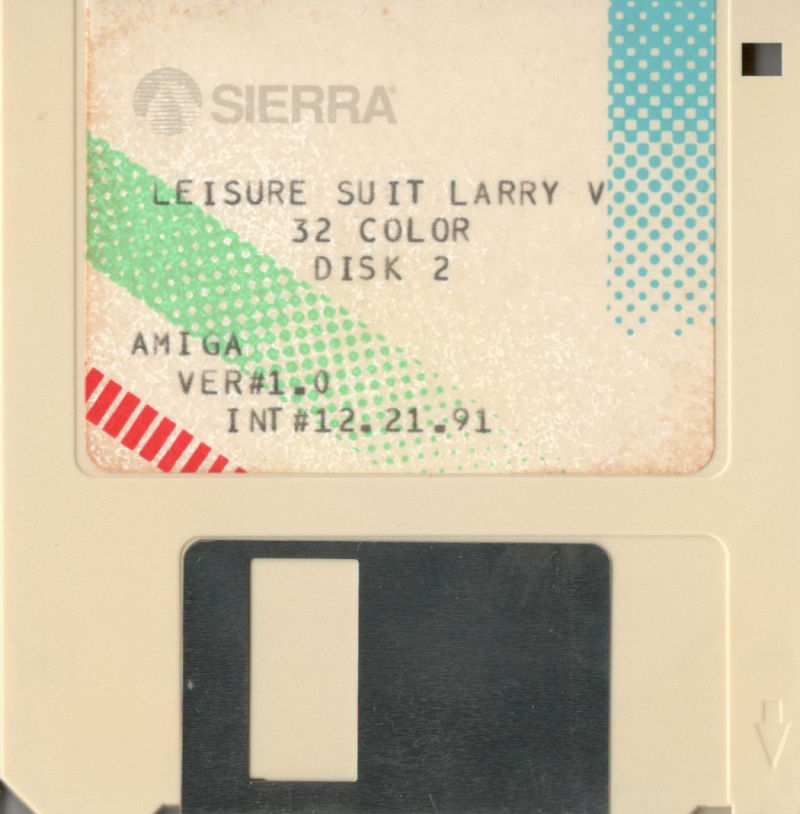 SIERRA®
LEISURE SUIT LARRY V
32 COLOR
DISK 2
AMIGA
VER#1.0
INT#12.21.91